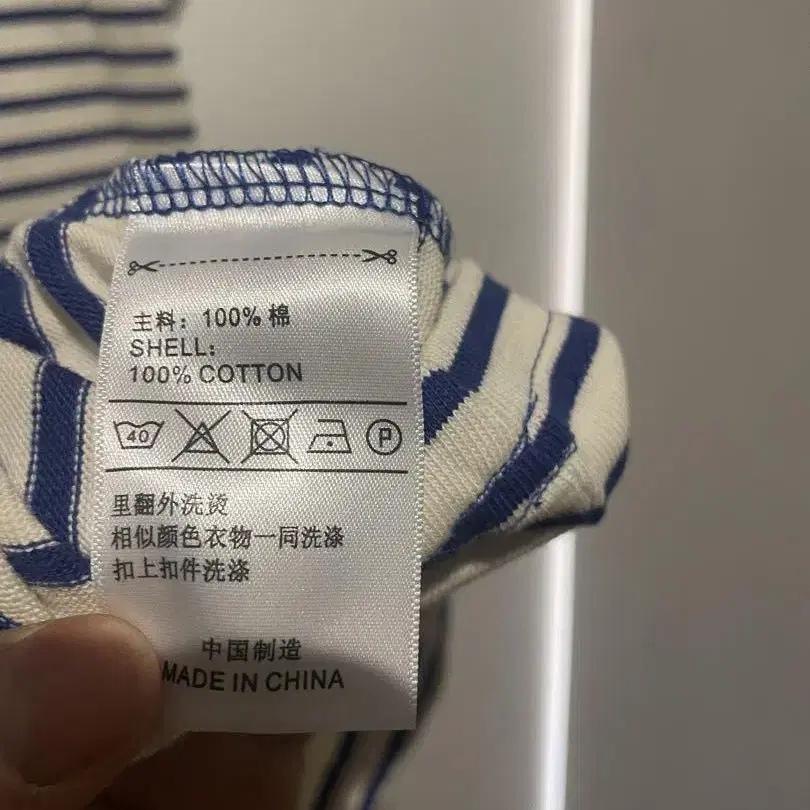 主料：100% 棉
SHELL:
100% COTTON
40 P
里翻外洗烫
相似颜色衣物一同洗涤
扣上扣件洗涤
中国制造
MADE IN CHINA